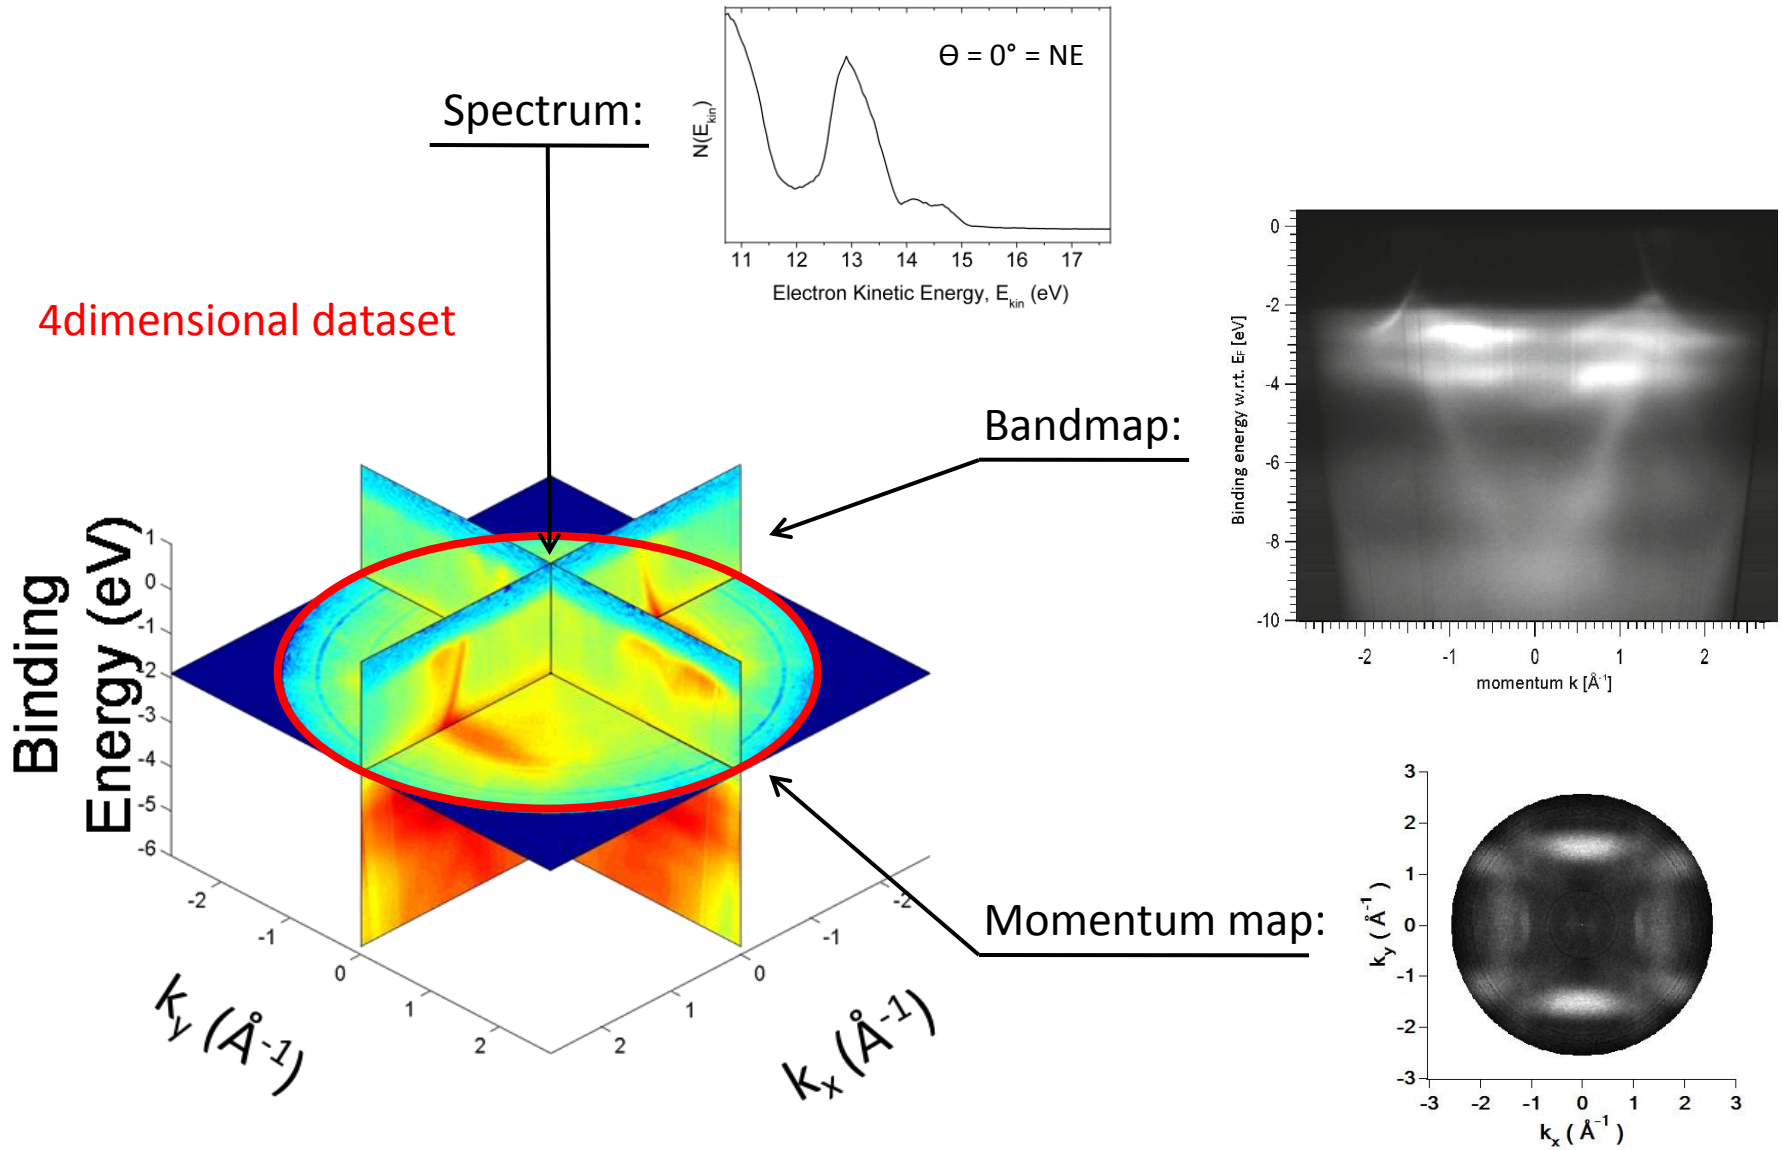 Spectrum:
ϴ = 0° = NE
N(E_kin)
11 12 13 14 15 16 17
Electron Kinetic Energy, E_kin (eV)
4dimensional dataset
Bandmap:
Binding energy w.r.t. EF [eV]
0
-2
-4
-6
-8
-10
-2 -1 0 1 2
momentum k [Å-1]
Binding
Energy (eV)
1
0
-1
-2
-3
-4
-5
-6
-2
-1
0
1
2
k_y (Å-1)
-2
-1
0
1
2
k_x (Å-1)
Momentum map:
k_y ( Å-1 )
3
2
1
0
-1
-2
-3
-3 -2 -1 0 1 2 3
k_x ( Å-1 )